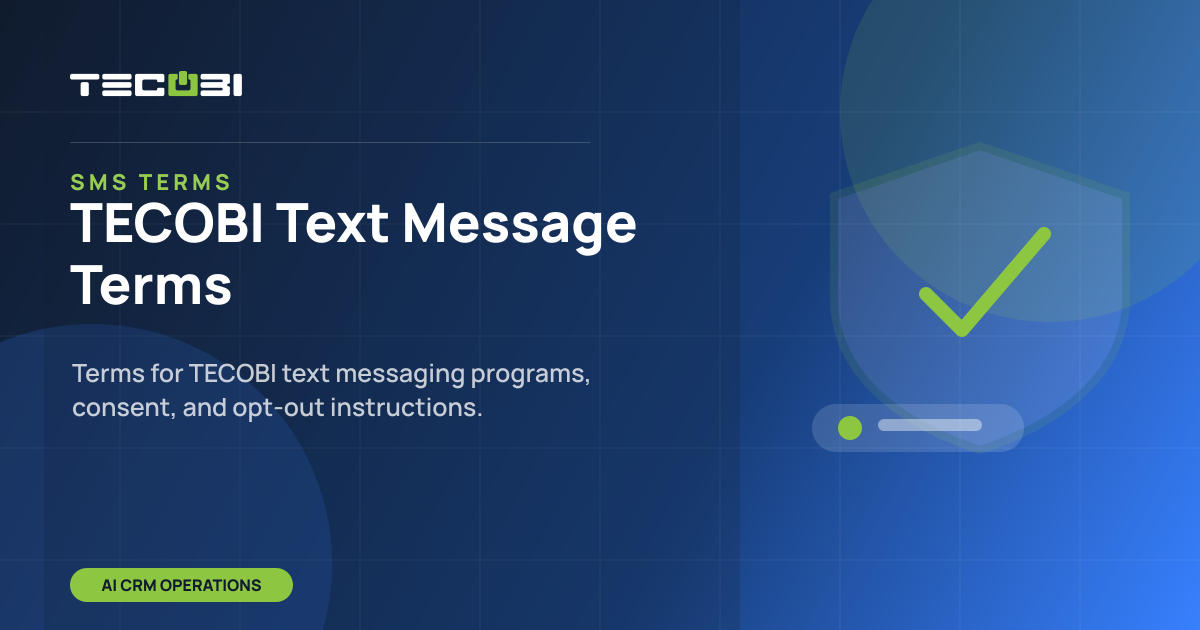 TECOBI
SMS TERMS
TECOBI Text Message
Terms
Terms for TECOBI text messaging programs,
consent, and opt-out instructions.
AI CRM OPERATIONS